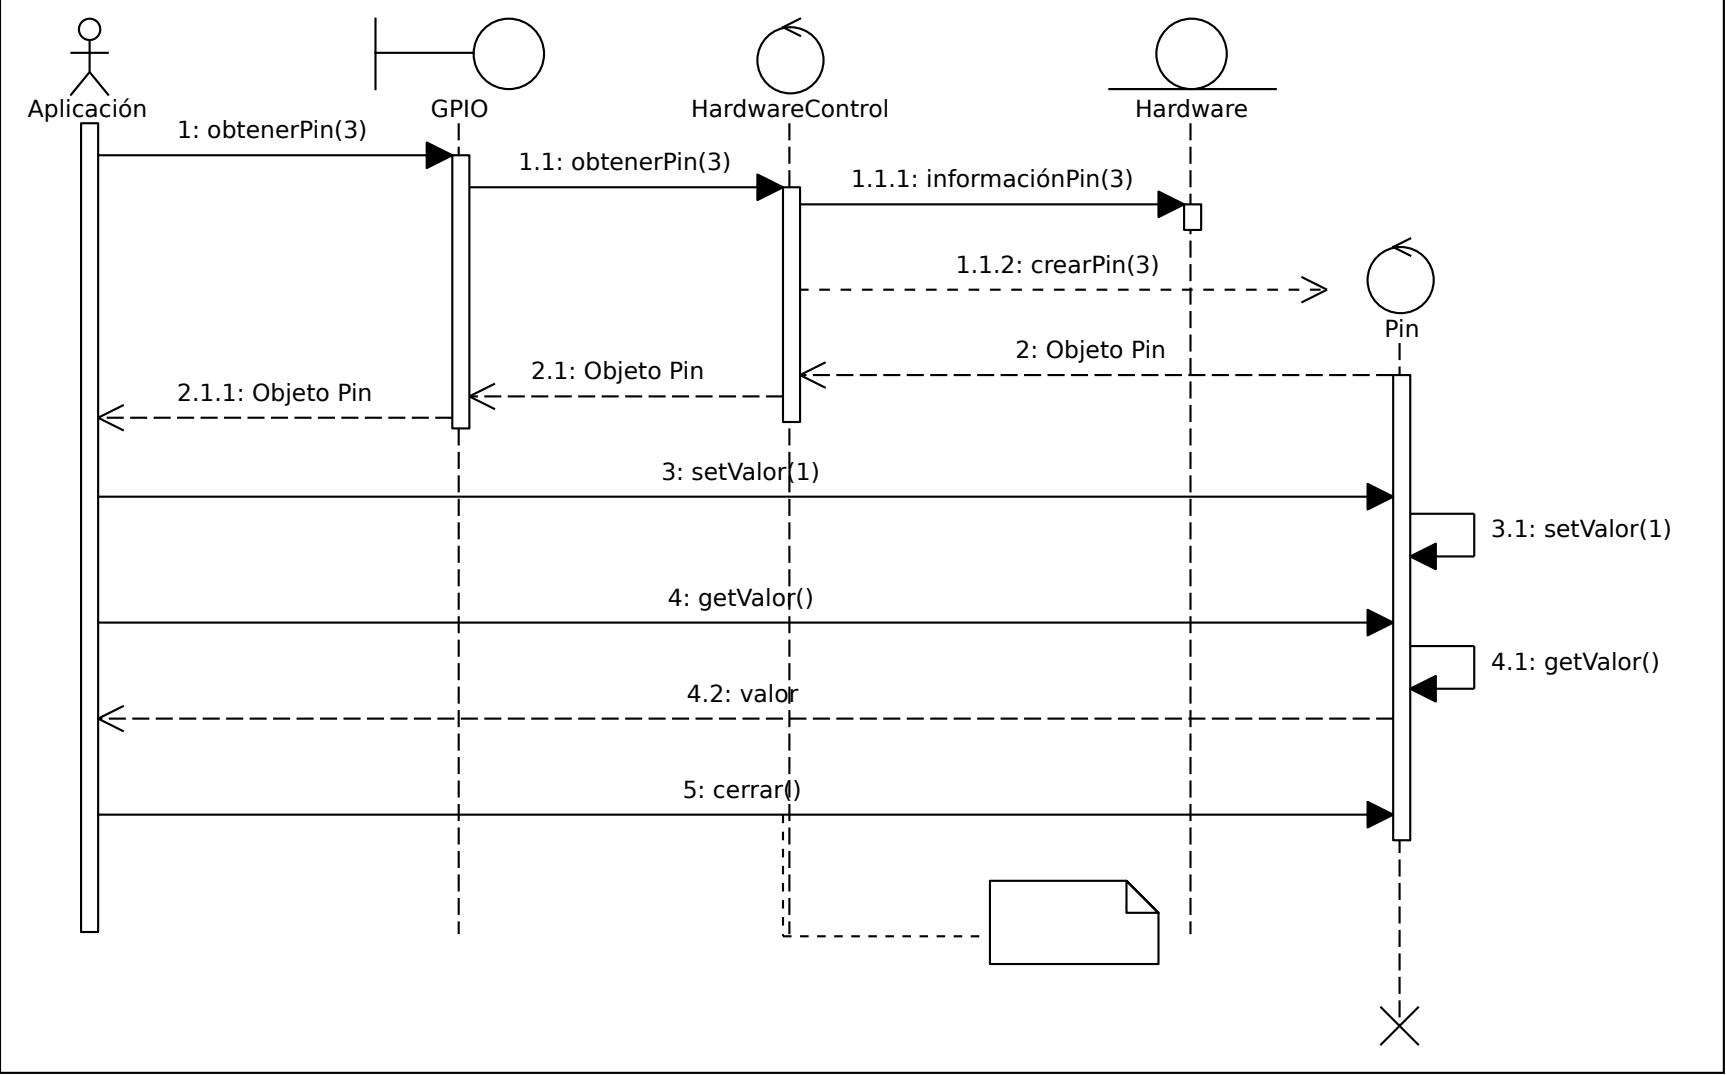 Aplicación
GPIO
HardwareControl
Hardware
1: obtenerPin(3)
1.1: obtenerPin(3)
1.1.1: informaciónPin(3)
1.1.2: crearPin(3)
Pin
2: Objeto Pin
2.1: Objeto Pin
2.1.1: Objeto Pin
3: setValor(1)
3.1: setValor(1)
4: getValor()
4.1: getValor()
4.2: valor
5: cerrar()